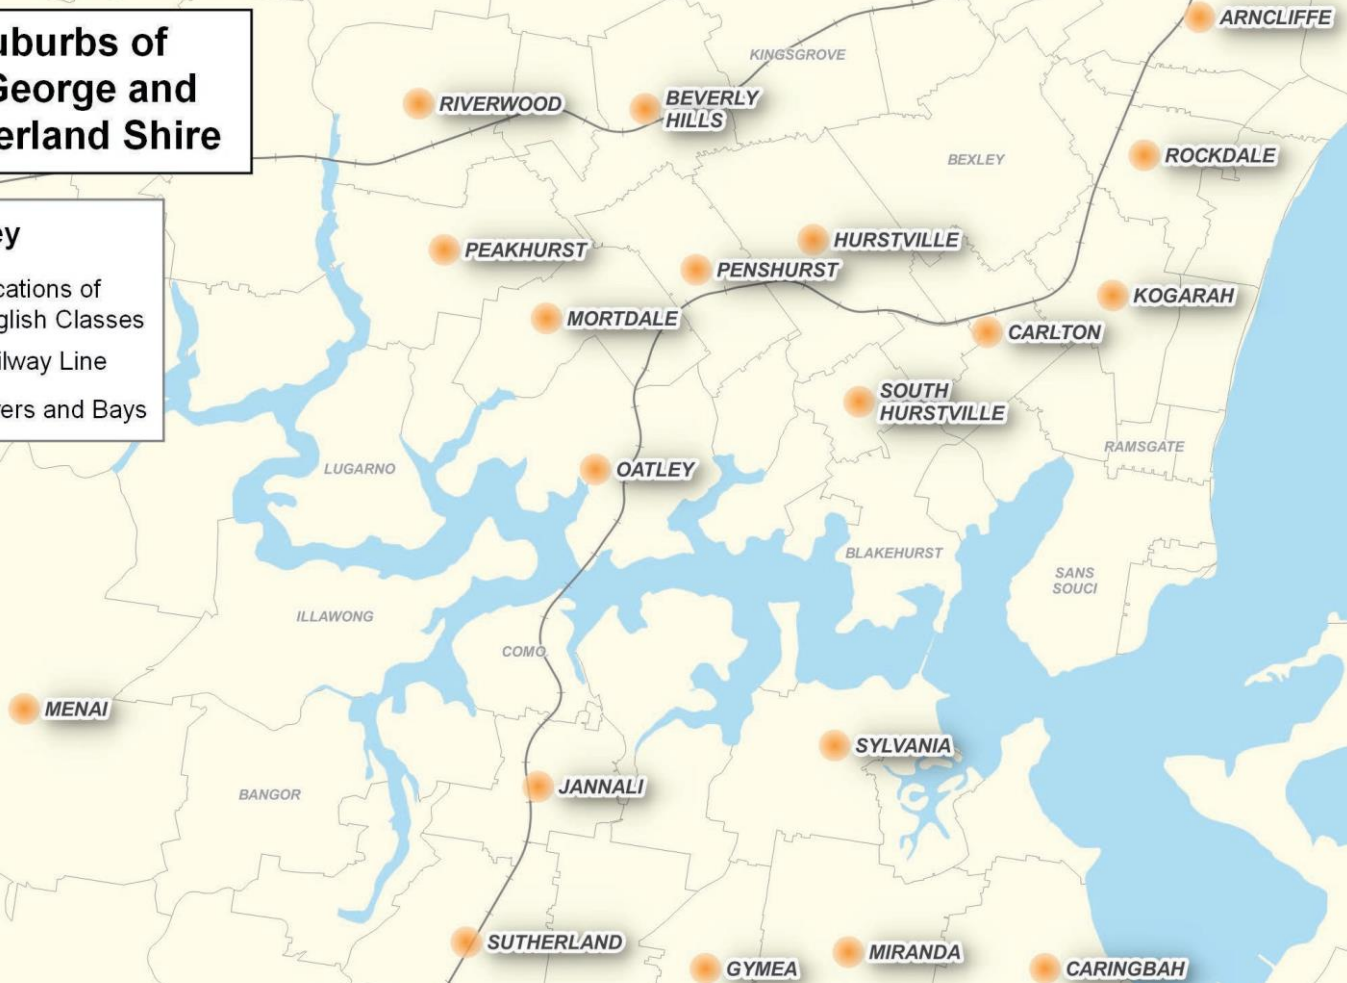 uburbs of
George and
erland Shire
ey
cations of
glish Classes
ilway Line
ers and Bays
ARNCLIFFE
KINGSGROVE
RIVERWOOD
BEVERLY
HILLS
BEXLEY
ROCKDALE
PEAKHURST
HURSTVILLE
PENSHURST
KOGARAH
MORTDALE
CARLTON
SOUTH
HURSTVILLE
RAMSGATE
LUGARNO
OATLEY
BLAKEHURST
SANS
SOUCI
ILLAWONG
COMO
MENAI
SYLVANIA
JANNALI
BANGOR
SUTHERLAND
MIRANDA
GYMEA
CARINGBAH